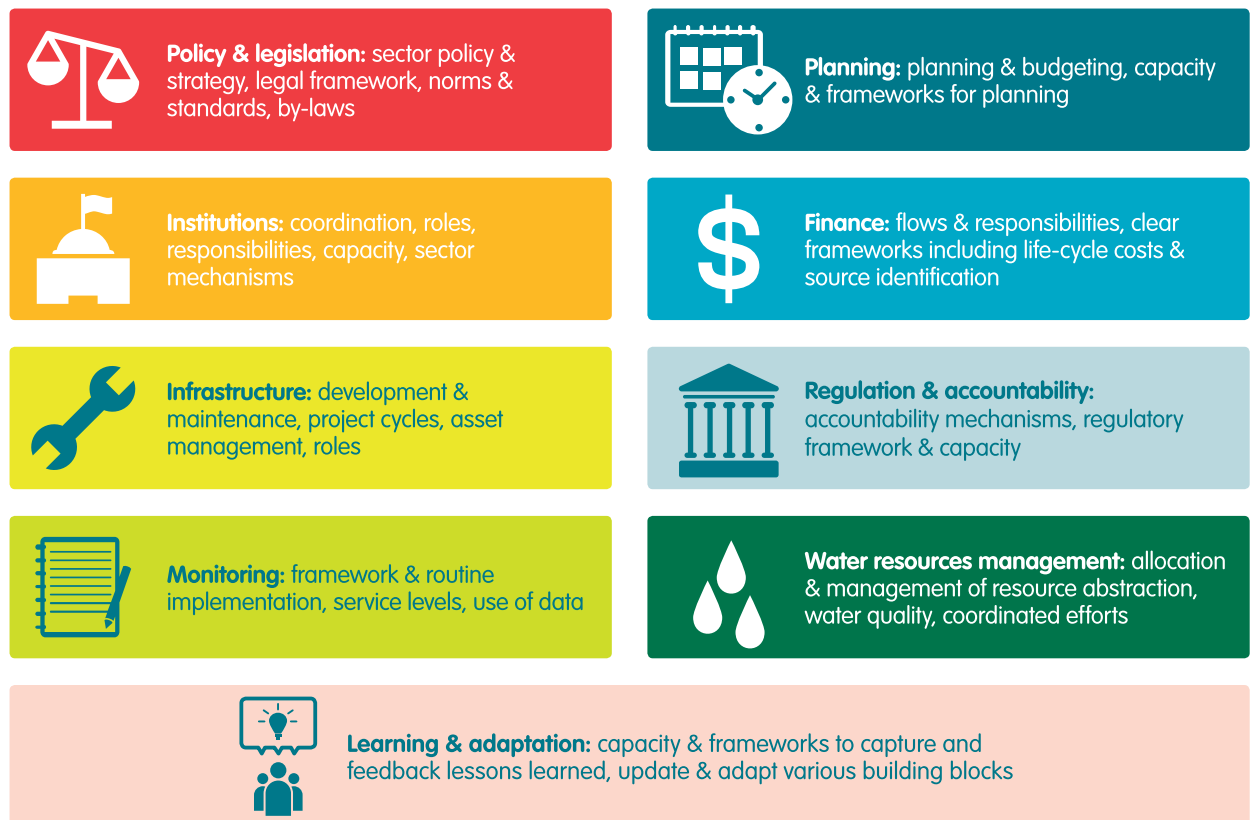 Policy & legislation: sector policy &
strategy, legal framework, norms &
standards, by-laws
Planning: planning & budgeting, capacity
& frameworks for planning
Institutions: coordination, roles,
responsibilities, capacity, sector
mechanisms
$
Finance: flows & responsibilities, clear
frameworks including life-cycle costs &
source identification
Infrastructure: development &
maintenance, project cycles, asset
management, roles
Regulation & accountability:
accountability mechanisms, regulatory
framework & capacity
Monitoring: framework & routine
implementation, service levels, use of data
Water resources management: allocation
& management of resource abstraction,
water quality, coordinated efforts
Learning & adaptation: capacity & frameworks to capture and
feedback lessons learned, update & adapt various building blocks